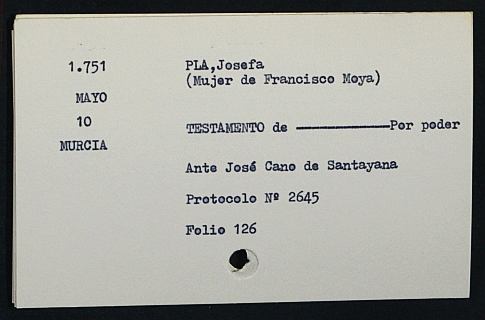 1.751 PLA,Josefa
(Mujer de Francisco Moya)
MAYO
10 TESTAMENTO de ——————Por poder
MURCIA
Ante José Cano de Santayana
Protocolo Nº 2645
Folio 126